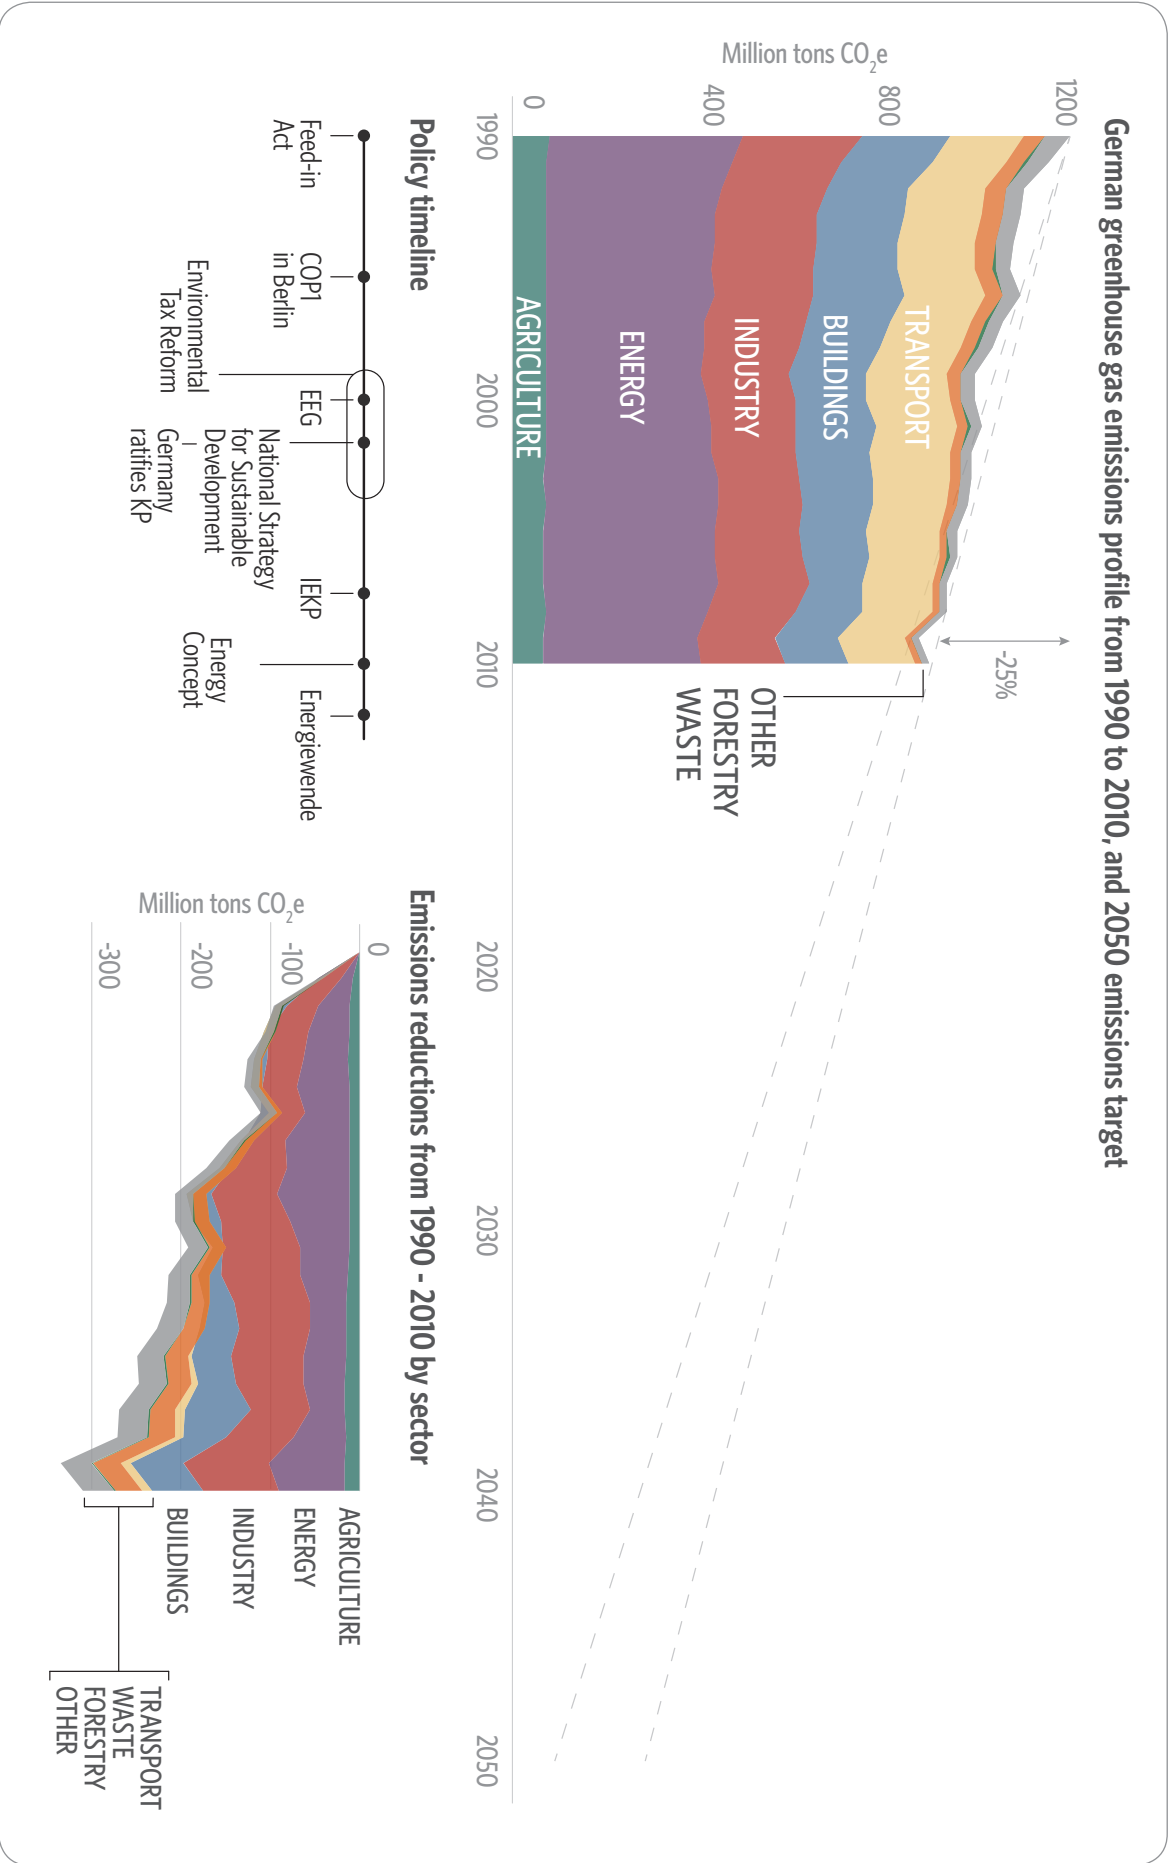 German greenhouse gas emissions profile from 1990 to 2010, and 2050 emissions target
Million tons CO2e
1200
800
400
0
-25%
TRANSPORT
BUILDINGS
INDUSTRY
ENERGY
AGRICULTURE
OTHER
FORESTRY
WASTE
1990
2000
2010
2020
2030
2040
2050
Policy timeline
Feed-in
Act
COP1
in Berlin
Environmental
Tax Reform
EEG
National Strategy
for Sustainable
Development
Germany
ratifies KP
IEKP
Energy
Concept
Energiewende
Emissions reductions from 1990 - 2010 by sector
Million tons CO2e
0
-100
-200
-300
AGRICULTURE
ENERGY
INDUSTRY
BUILDINGS
TRANSPORT
WASTE
FORESTRY
OTHER